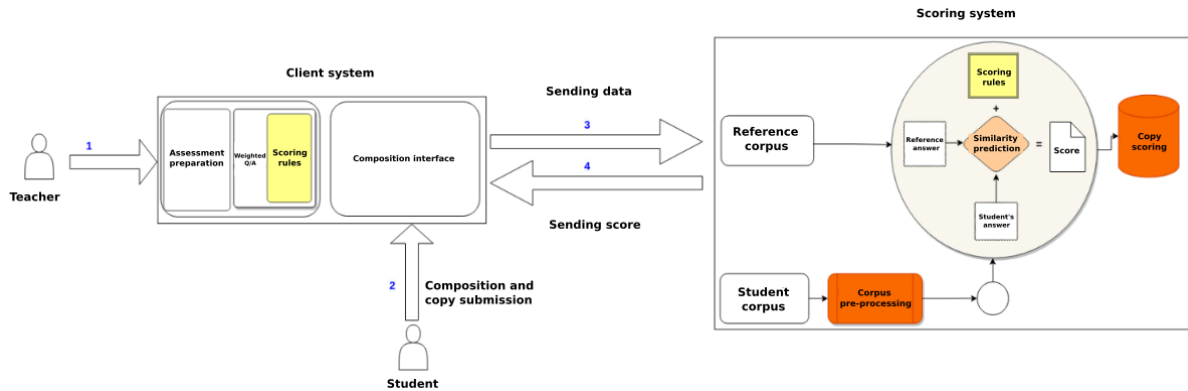 Scoring system
Client system
Sending data
1
Teacher
Assessment
preparation
Weighted
Q/A
Scoring
rules
Composition interface
3
4
Sending score
2
Composition and
copy submission
Student
Reference
corpus
Scoring
rules
+
Reference
answer
Similarity
prediction
=
Score
Copy
scoring
Student's
answer
Student
corpus
Corpus
pre-processing